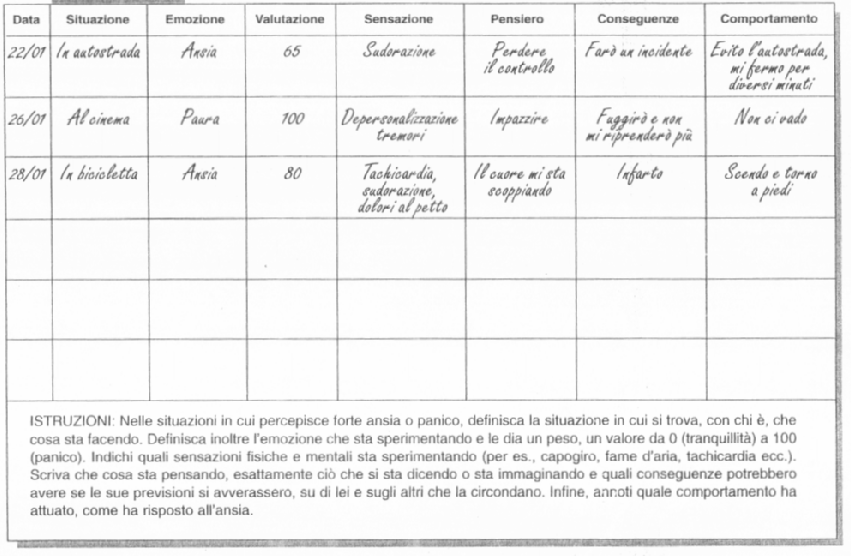 Data Situazione Emozione Valutazione Sensazione Pensiero Conseguenze Comportamento
22/01 In autostrada Ansia 65 Sudorazione Perdere il controllo Farò un incidente Evito l'autostrada, mi fermo per diversi minuti
26/01 Al cinema Paura 100 Depersonalizzazione tremori Impazzire Fuggirò e non mi riprenderò più Non ci vado
28/01 In bicicletta Ansia 80 Tachicardia, sudorazione, dolori al petto Il cuore mi sta scoppiando Infarto Scendo e torno a piedi
ISTRUZIONI: Nelle situazioni in cui percepisce forte ansia o panico, definisca la situazione in cui si trova, con chi è, che
cosa sta facendo. Definisca inoltre l'emozione che sta sperimentando e le dia un peso, un valore da 0 (tranquillità) a 100
(panico). Indichi quali sensazioni fisiche e mentali sta sperimentando (per es., capogiro, fame d'aria, tachicardia ecc.).
Scriva che cosa sta pensando, esattamente ciò che si sta dicendo o sta immaginando e quali conseguenze potrebbero
avere se le sue previsioni si avverassero, su di lei e sugli altri che la circondano. Infine, annoti quale comportamento ha
attuato, come ha risposto all'ansia.